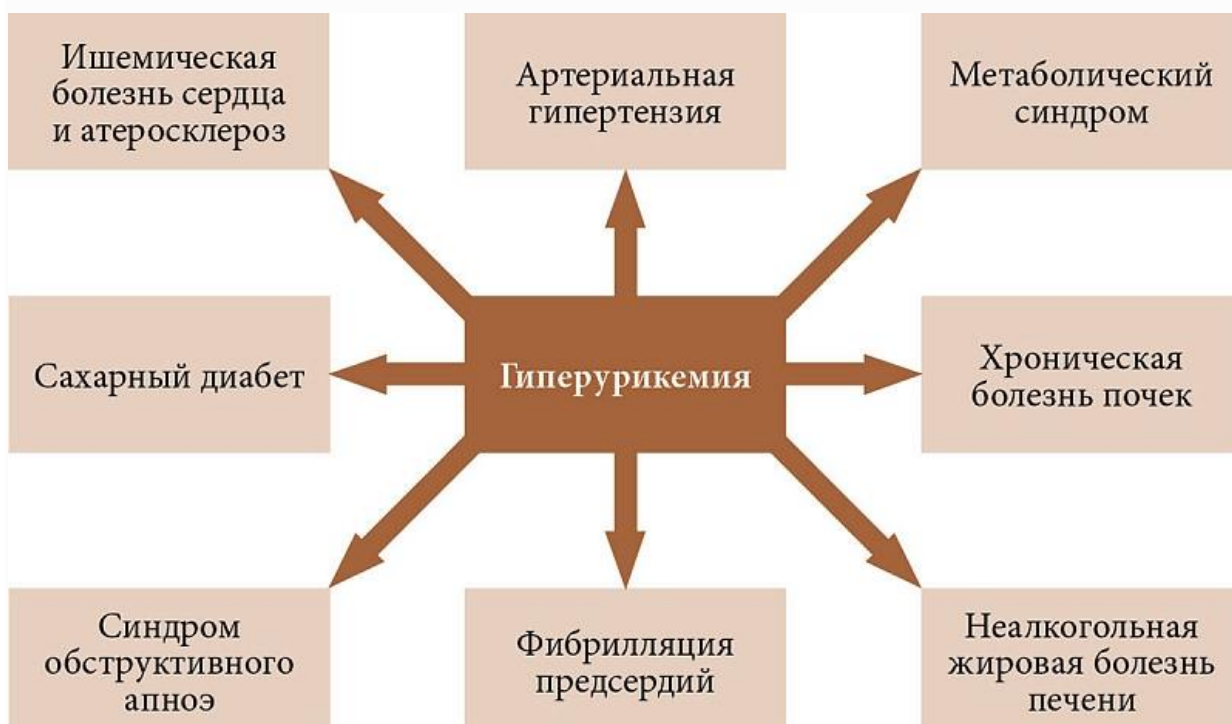 Ишемическая
болезнь сердца
и атеросклероз
Артериальная
гипертензия
Метаболический
синдром
Сахарный диабет
Гиперурикемия
Хроническая
болезнь почек
Синдром
обструктивного
апноэ
Фибрилляция
предсердий
Неалкогольная
жировая болезнь
печени